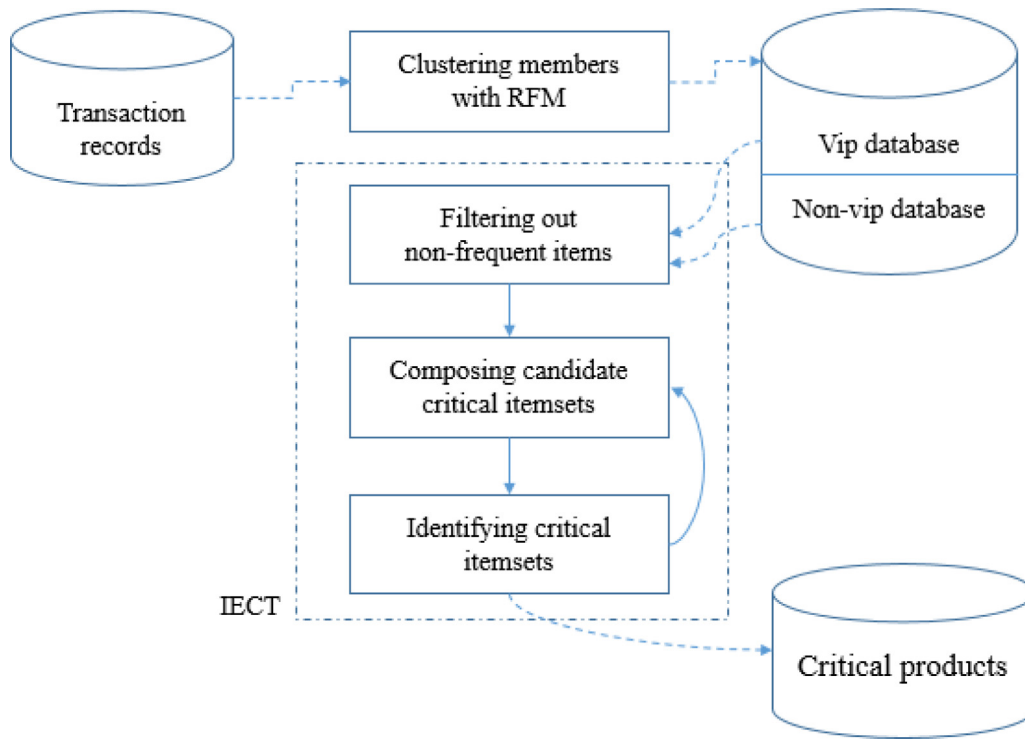 Transaction
records
Clustering members
with RFM
Vip database
Non-vip database
Filtering out
non-frequent items
Composing candidate
critical itemsets
Identifying critical
itemsets
IECT
Critical products